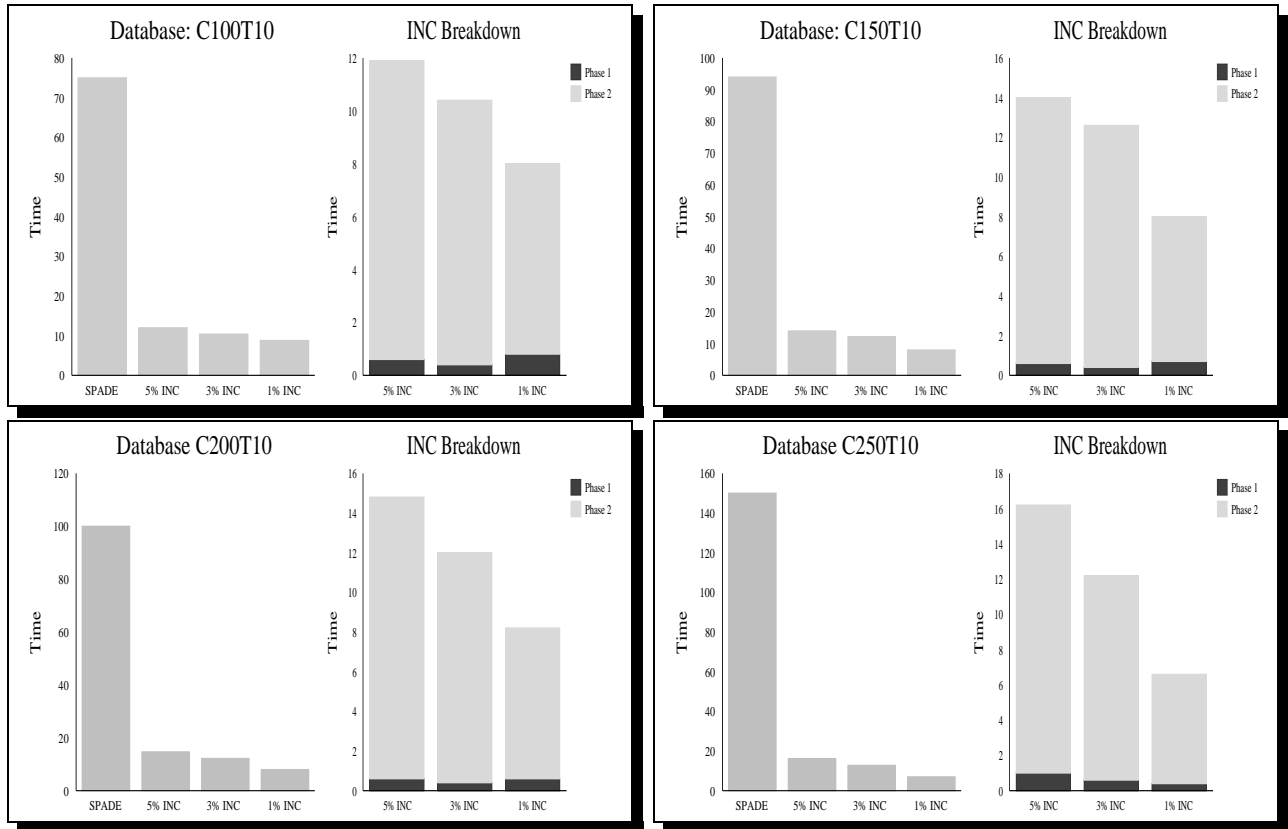 Database: C100T10
INC Breakdown
80
70
60
50
40
30
20
10
0
Time
SPADE
5% INC
3% INC
1% INC
12
10
8
6
4
2
0
Time
5% INC
3% INC
1% INC
Phase 1
Phase 2
Database: C150T10
INC Breakdown
100
90
80
70
60
50
40
30
20
10
0
Time
SPADE
5% INC
3% INC
1% INC
16
14
12
10
8
6
4
2
0
Time
5% INC
3% INC
1% INC
Phase 1
Phase 2
Database C200T10
INC Breakdown
120
100
80
60
40
20
0
Time
SPADE
5% INC
3% INC
1% INC
16
14
12
10
8
6
4
2
0
Time
5% INC
3% INC
1% INC
Phase 1
Phase 2
Database C250T10
INC Breakdown
160
140
120
100
80
60
40
20
0
Time
SPADE
5% INC
3% INC
1% INC
18
16
14
12
10
8
6
4
2
0
Time
5% INC
3% INC
1% INC
Phase 1
Phase 2